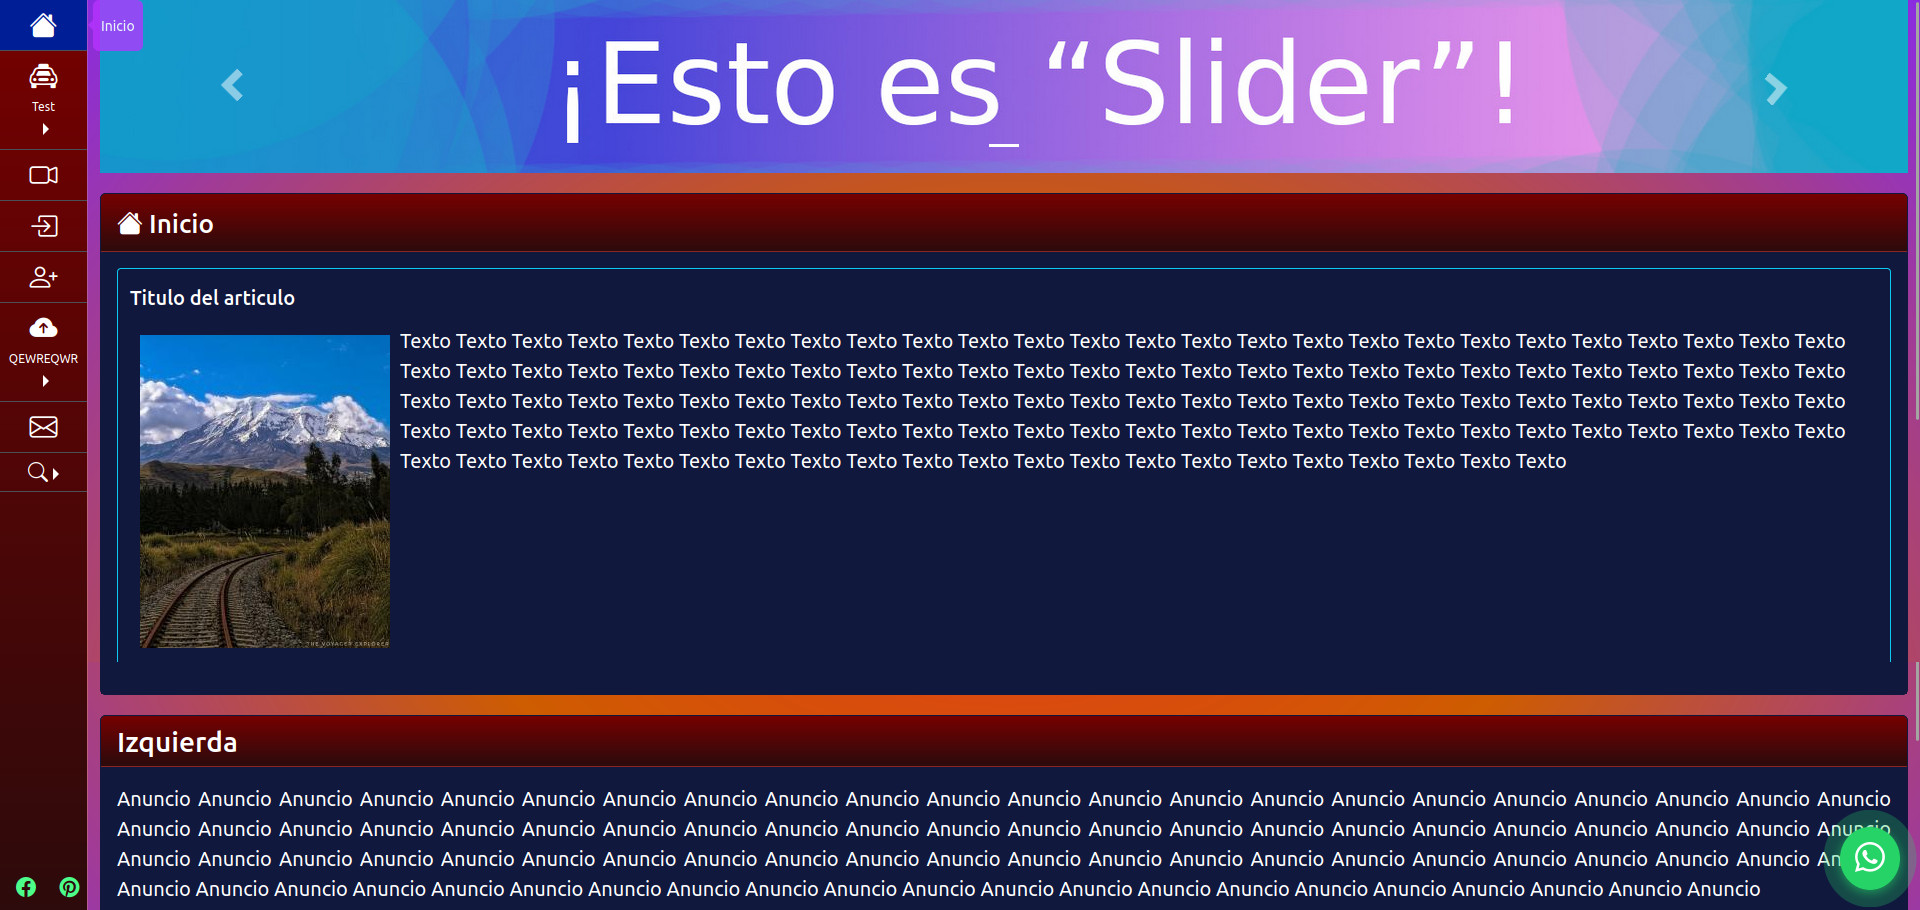 Inicio
¡Esto es “Slider”!
Test
Inicio
Titulo del articulo
Texto Texto Texto Texto Texto Texto Texto Texto Texto Texto Texto Texto Texto Texto Texto Texto Texto Texto Texto Texto Texto Texto Texto Texto Texto Texto
Texto Texto Texto Texto Texto Texto Texto Texto Texto Texto Texto Texto Texto Texto Texto Texto Texto Texto Texto Texto Texto Texto Texto Texto Texto Texto
Texto Texto Texto Texto Texto Texto Texto Texto Texto Texto Texto Texto Texto Texto Texto Texto Texto Texto Texto Texto Texto Texto Texto Texto Texto Texto
Texto Texto Texto Texto Texto Texto Texto Texto Texto Texto Texto Texto Texto Texto Texto Texto Texto Texto Texto Texto Texto Texto Texto Texto Texto Texto
Texto Texto Texto Texto Texto Texto Texto Texto Texto Texto Texto Texto Texto Texto Texto Texto Texto Texto Texto Texto Texto
THE VOYAGER EXPLORER
QEWREQWR
Izquierda
Anuncio Anuncio Anuncio Anuncio Anuncio Anuncio Anuncio Anuncio Anuncio Anuncio Anuncio Anuncio Anuncio Anuncio Anuncio Anuncio Anuncio Anuncio Anuncio Anuncio Anuncio Anuncio
Anuncio Anuncio Anuncio Anuncio Anuncio Anuncio Anuncio Anuncio Anuncio Anuncio Anuncio Anuncio Anuncio Anuncio Anuncio Anuncio Anuncio Anuncio Anuncio Anuncio Anuncio Anuncio
Anuncio Anuncio Anuncio Anuncio Anuncio Anuncio Anuncio Anuncio Anuncio Anuncio Anuncio Anuncio Anuncio Anuncio Anuncio Anuncio Anuncio Anuncio Anuncio Anuncio Anuncio
Anuncio Anuncio Anuncio Anuncio Anuncio Anuncio Anuncio Anuncio Anuncio Anuncio Anuncio Anuncio Anuncio Anuncio Anuncio Anuncio Anuncio Anuncio Anuncio Anuncio Anuncio